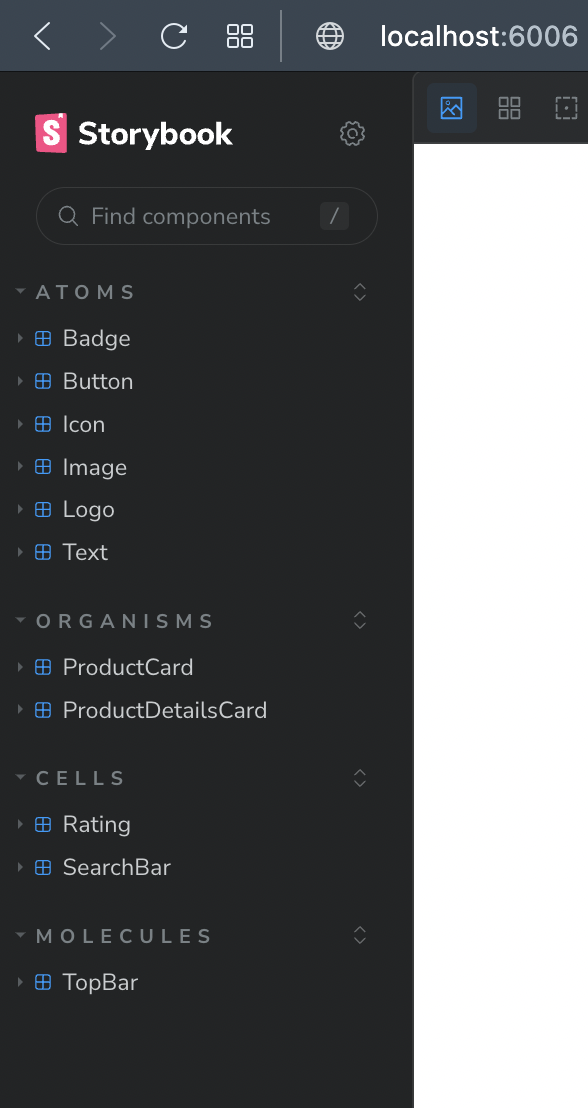 localhost:6006
Storybook
Find components /
ATOMS
Badge
Button
Icon
Image
Logo
Text
ORGANISMS
ProductCard
ProductDetailsCard
CELLS
Rating
SearchBar
MOLECULES
TopBar